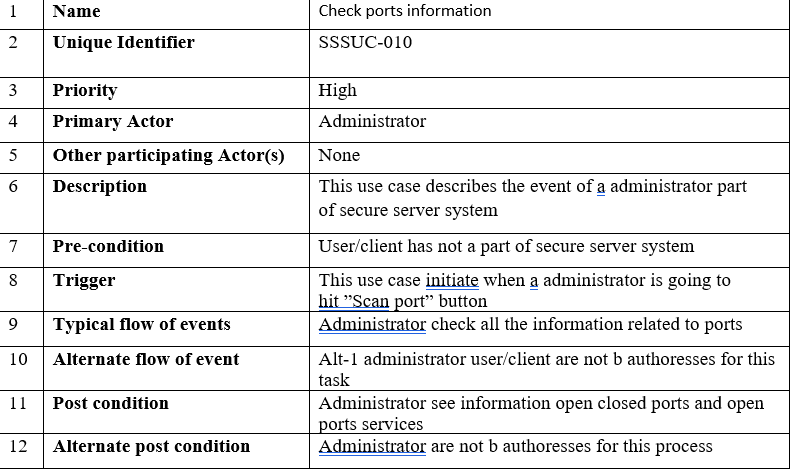 1 Name Check ports information
2 Unique Identifier SSSUC-010
3 Priority High
4 Primary Actor Administrator
5 Other participating Actor(s) None
6 Description This use case describes the event of a administrator part
of secure server system
7 Pre-condition User/client has not a part of secure server system
8 Trigger This use case initiate when a administrator is going to
hit ”Scan port” button
9 Typical flow of events Administrator check all the information related to ports
10 Alternate flow of event Alt-1 administrator user/client are not b authoresses for this
task
11 Post condition Administrator see information open closed ports and open
ports services
12 Alternate post condition Administrator are not b authoresses for this process